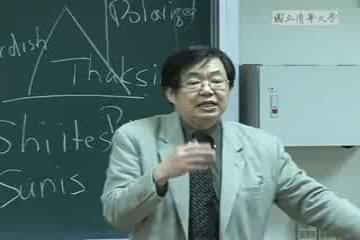 Polarized
國立清華大學
rdish
Thaksi
Shiites
Sunis